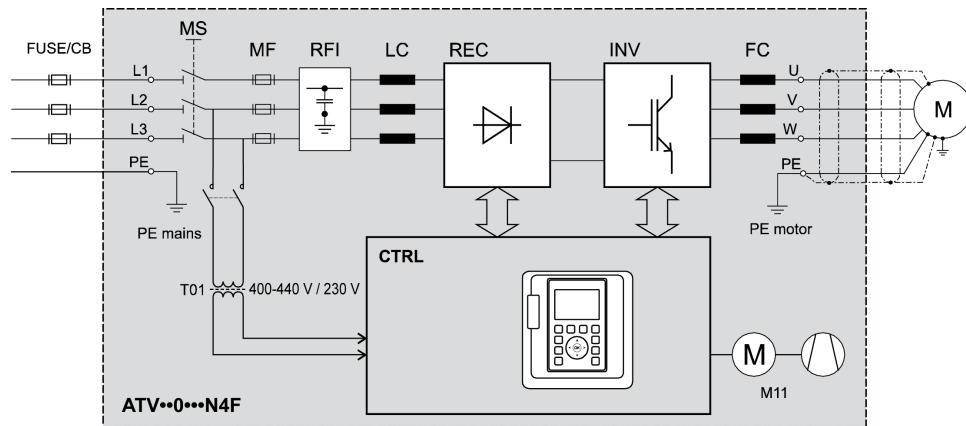 MS
FUSE/CB
MF
RFI
LC
REC
INV
FC
L1
U
L2
V
M
L3
W
PE
PE
PE mains
PE motor
CTRL
T01
400-440 V / 230 V
OK
M
M11
ATV••0•••N4F